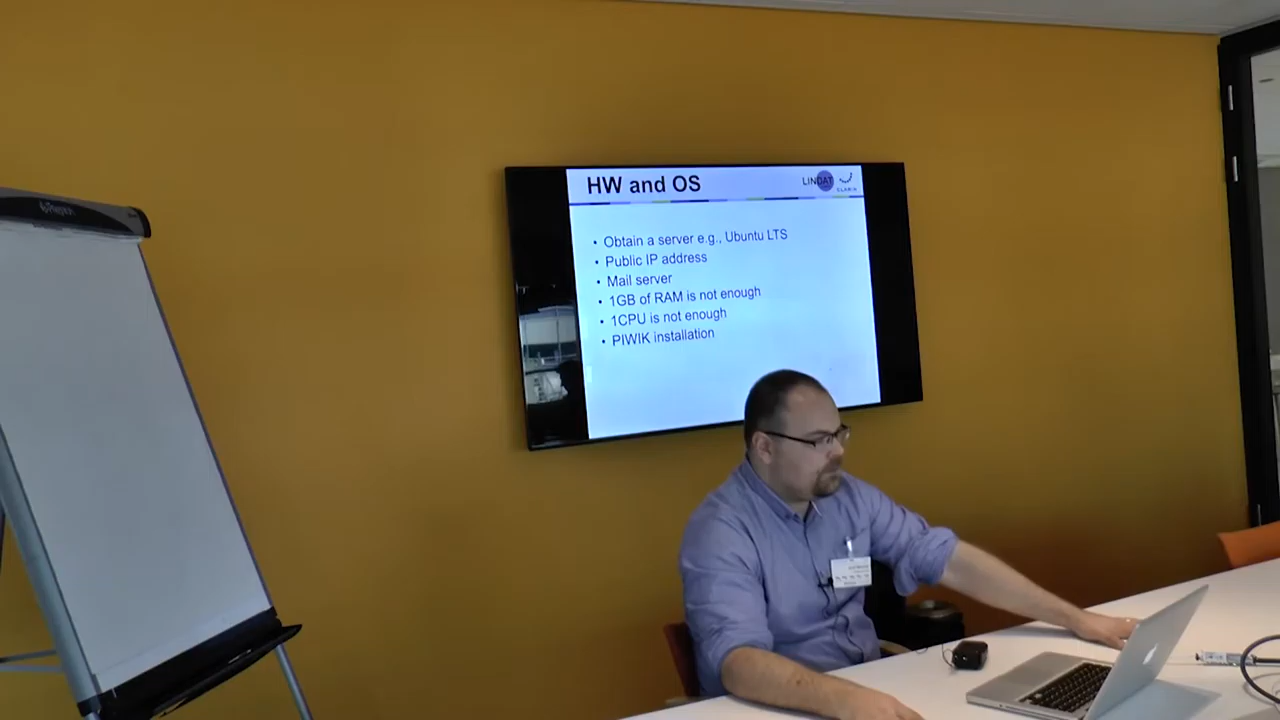 HW and OS
LINDAT
CLARIN
• Obtain a server e.g., Ubuntu LTS
• Public IP address
• Mail server
• 1GB of RAM is not enough
• 1CPU is not enough
• PIWIK installation